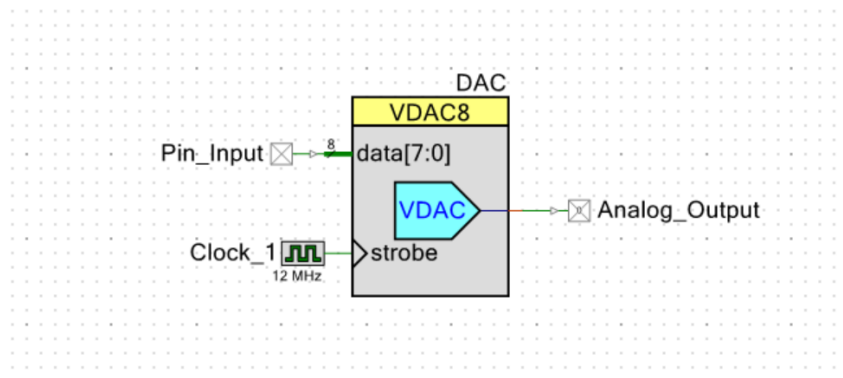 DAC
VDAC8
Pin_Input
8
data[7:0]
VDAC
Analog_Output
Clock_1
strobe
12 MHz